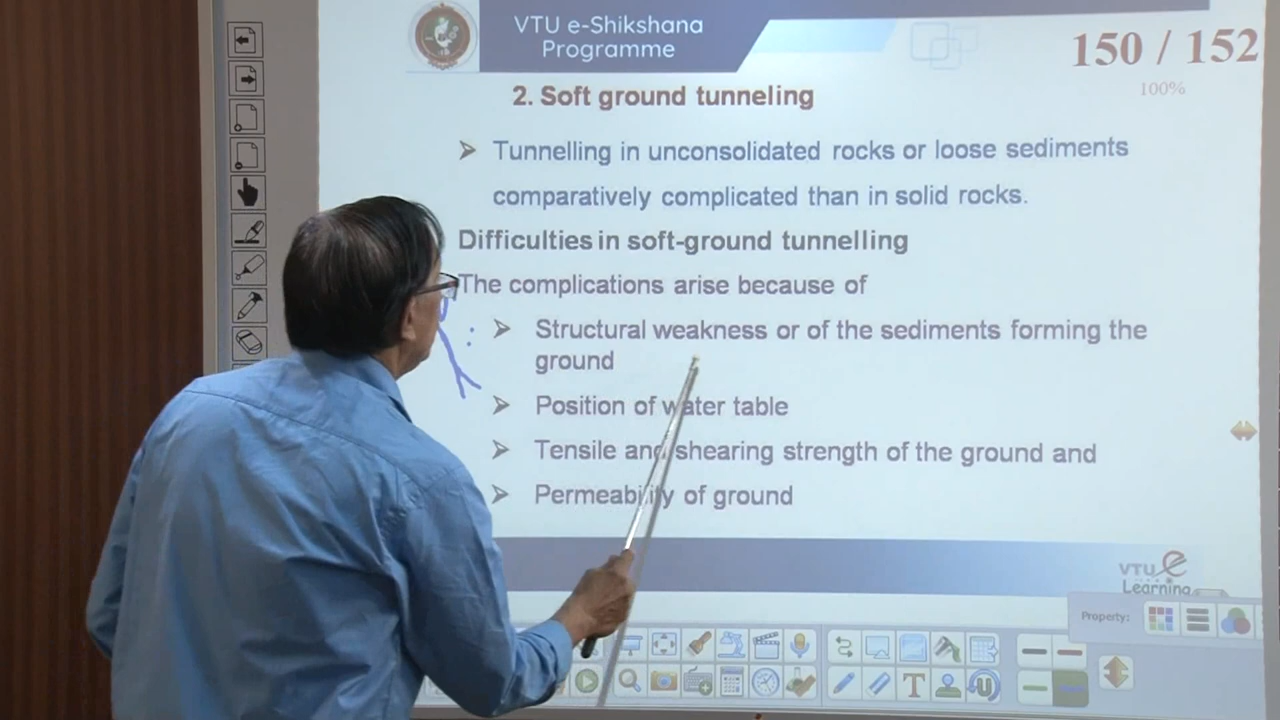 VTU e-Shikshana
Programme
150 / 152
100%
2. Soft ground tunneling
➤ Tunnelling in unconsolidated rocks or loose sediments
comparatively complicated than in solid rocks.
Difficulties in soft-ground tunnelling
The complications arise because of
➤ Structural weakness or of the sediments forming the
ground
➤ Position of water table
➤ Tensile and shearing strength of the ground and
➤ Permeability of ground
VTU e
Learning
Property: